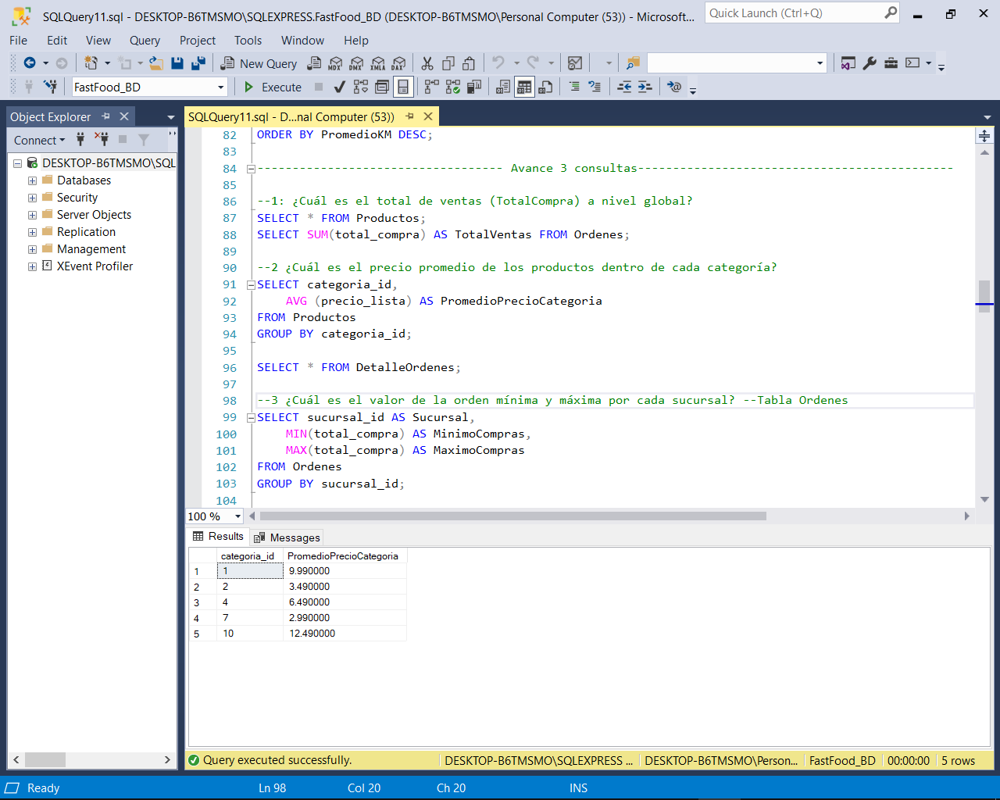 SQLQuery11.sql - DESKTOP-B6TMSMO\SQLEXPRESS.FastFood_BD (DESKTOP-B6TMSMO\Personal Computer (53)) - Microsoft...
Quick Launch (Ctrl+Q)
File Edit View Query Project Tools Window Help
New Query MDX DMX XMLA DAX
FastFood_BD Execute
Object Explorer
Connect
DESKTOP-B6TMSMO\SQL
Databases
Security
Server Objects
Replication
Management
XEvent Profiler
SQLQuery11.sql - D...nal Computer (53))
82 ORDER BY PromedioKM DESC;
83
84 ----------------------------------- Avance 3 consultas---------------------------------------------
85
86 --1: ¿Cuál es el total de ventas (TotalCompra) a nivel global?
87 SELECT * FROM Productos;
88 SELECT SUM(total_compra) AS TotalVentas FROM Ordenes;
89
90 --2 ¿Cuál es el precio promedio de los productos dentro de cada categoría?
91 SELECT categoria_id,
92 AVG (precio_lista) AS PromedioPrecioCategoria
93 FROM Productos
94 GROUP BY categoria_id;
95
96 SELECT * FROM DetalleOrdenes;
97
98 --3 ¿Cuál es el valor de la orden mínima y máxima por cada sucursal? --Tabla Ordenes
99 SELECT sucursal_id AS Sucursal,
100 MIN(total_compra) AS MinimoCompras,
101 MAX(total_compra) AS MaximoCompras
102 FROM Ordenes
103 GROUP BY sucursal_id;
104
100 %
Results Messages
categoria_id PromedioPrecioCategoria
1 1 9.990000
2 2 3.490000
3 4 6.490000
4 7 2.990000
5 10 12.490000
Query executed successfully. DESKTOP-B6TMSMO\SQLEXPRESS ... DESKTOP-B6TMSMO\Person... FastFood_BD 00:00:00 5 rows
Ready Ln 98 Col 20 Ch 20 INS